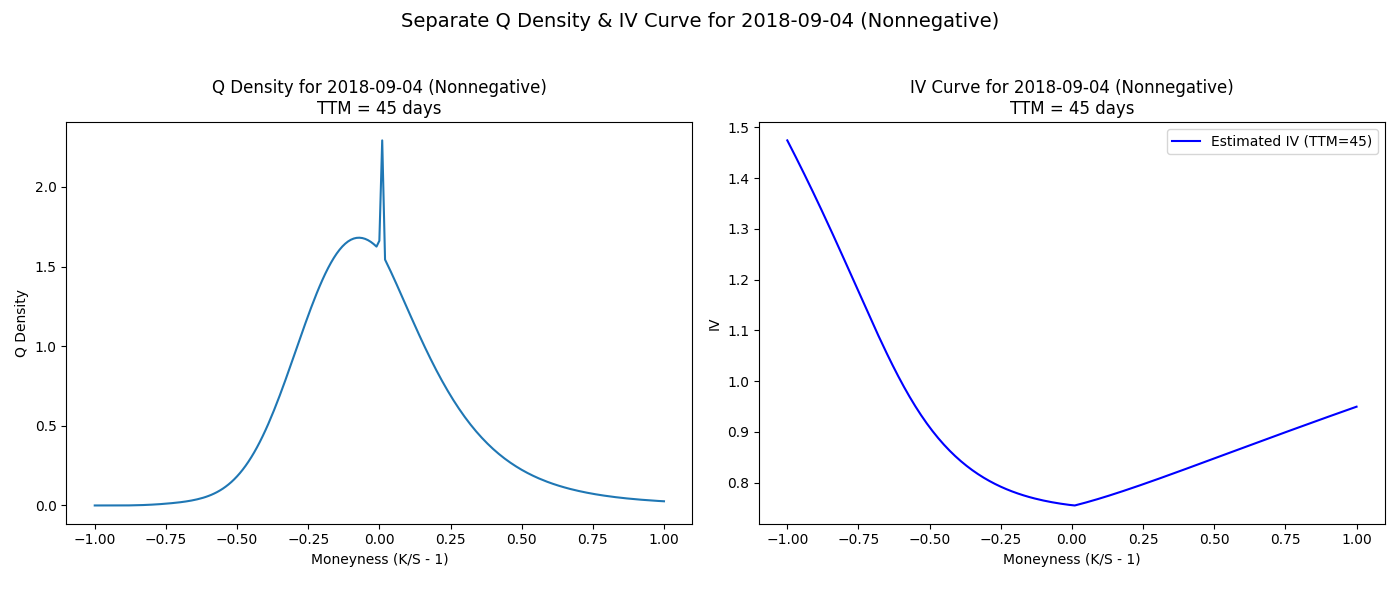 Separate Q Density & IV Curve for 2018-09-04 (Nonnegative)
Q Density for 2018-09-04 (Nonnegative)
TTM = 45 days
Q Density
2.0
1.5
1.0
0.5
0.0
−1.00 −0.75 −0.50 −0.25 0.00 0.25 0.50 0.75 1.00
Moneyness (K/S - 1)
IV Curve for 2018-09-04 (Nonnegative)
TTM = 45 days
Estimated IV (TTM=45)
IV
1.5
1.4
1.3
1.2
1.1
1.0
0.9
0.8
−1.00 −0.75 −0.50 −0.25 0.00 0.25 0.50 0.75 1.00
Moneyness (K/S - 1)